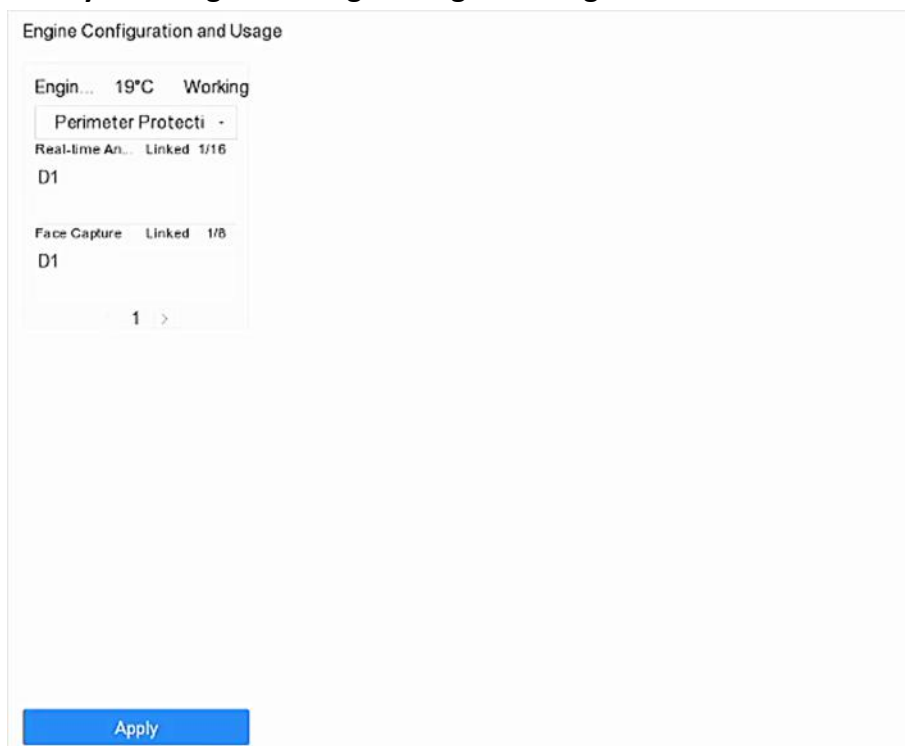 Engine Configuration and Usage
Engin... 19°C Working
Perimeter Protecti
Real-time An... Linked 1/16
D1
Face Capture Linked 1/8
D1
1 >
Apply